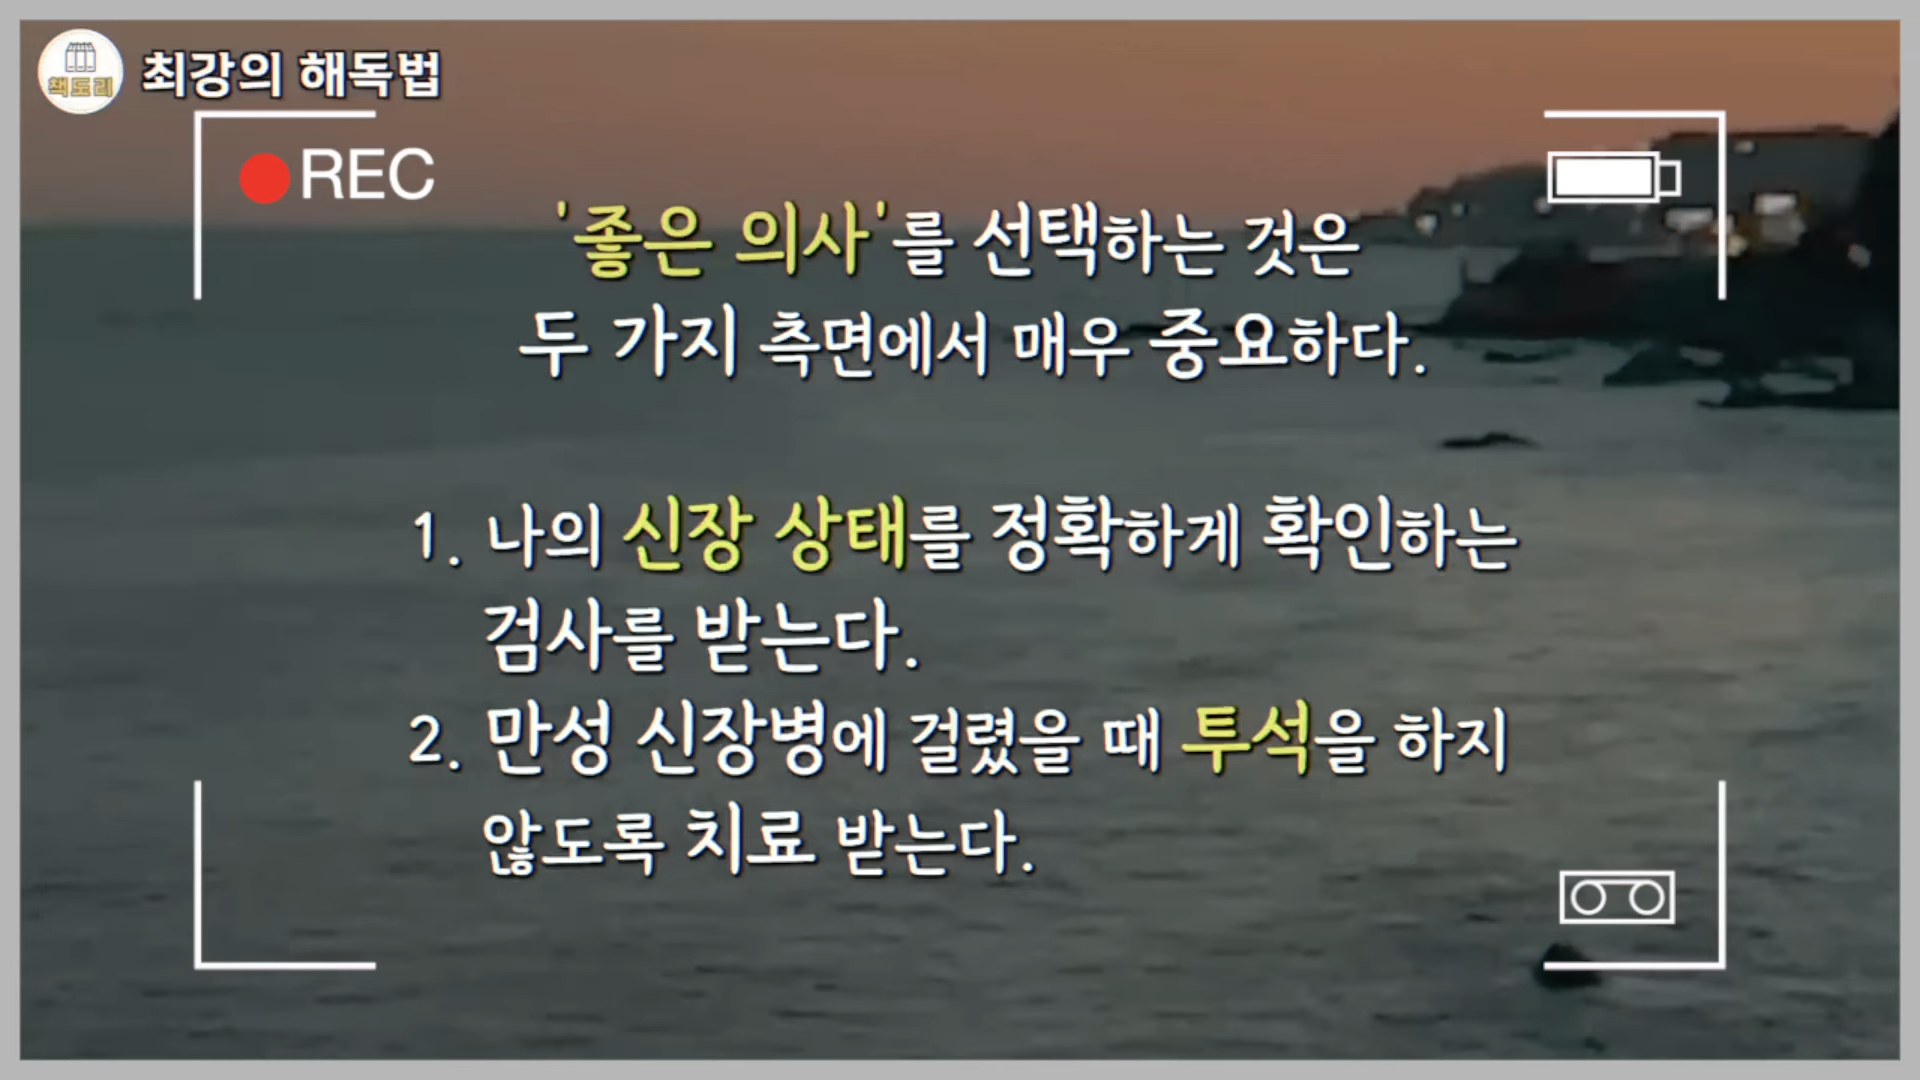 책도리
최강의 해독법
REC
'좋은 의사'를 선택하는 것은
두 가지 측면에서 매우 중요하다.
1. 나의 신장 상태를 정확하게 확인하는
검사를 받는다.
2. 만성 신장병에 걸렸을 때 투석을 하지
않도록 치료 받는다.